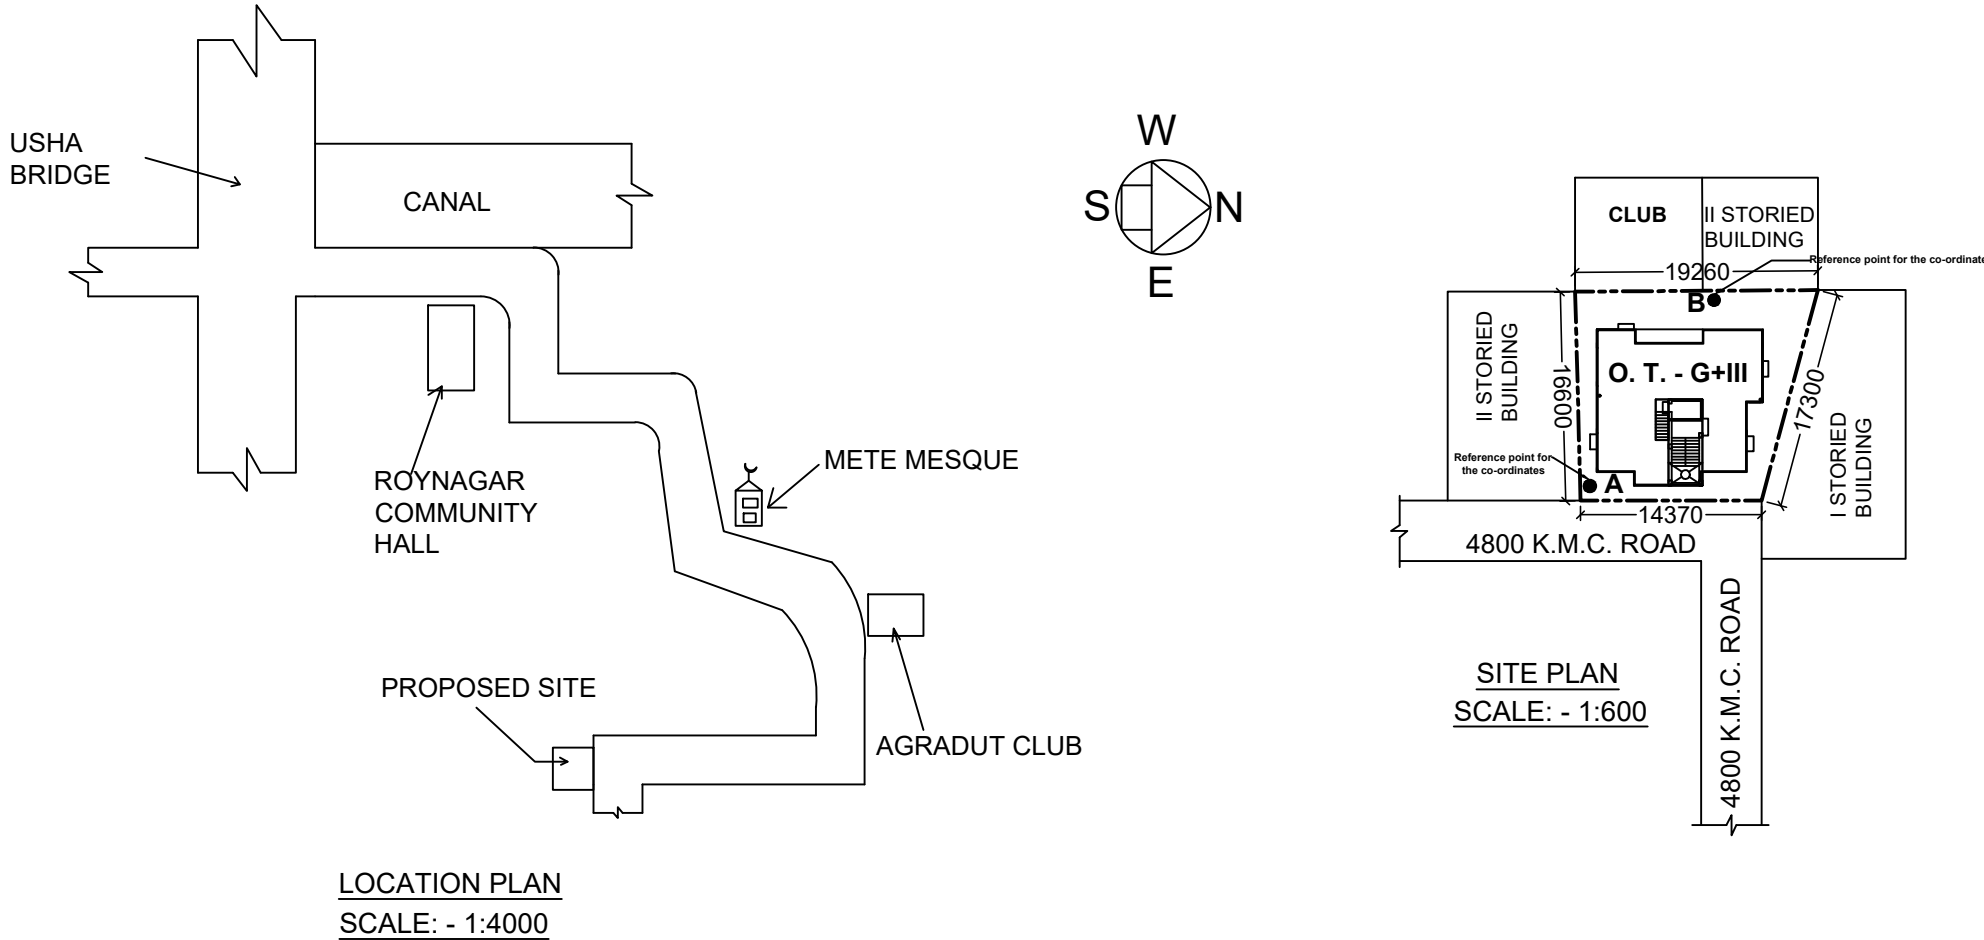 USHA
BRIDGE
CANAL
ROYNAGAR
COMMUNITY
HALL
METE MESQUE
PROPOSED SITE
AGRADUT CLUB
LOCATION PLAN
SCALE: - 1:4000
W
S
N
E
CLUB
II STORIED
BUILDING
Reference point for the co-ordinate
19260
B
II STORIED
BUILDING
16600
O. T. - G+III
17300
I STORIED
BUILDING
Reference point for
the co-ordinates
A
14370
4800 K.M.C. ROAD
4800 K.M.C. ROAD
SITE PLAN
SCALE: - 1:600